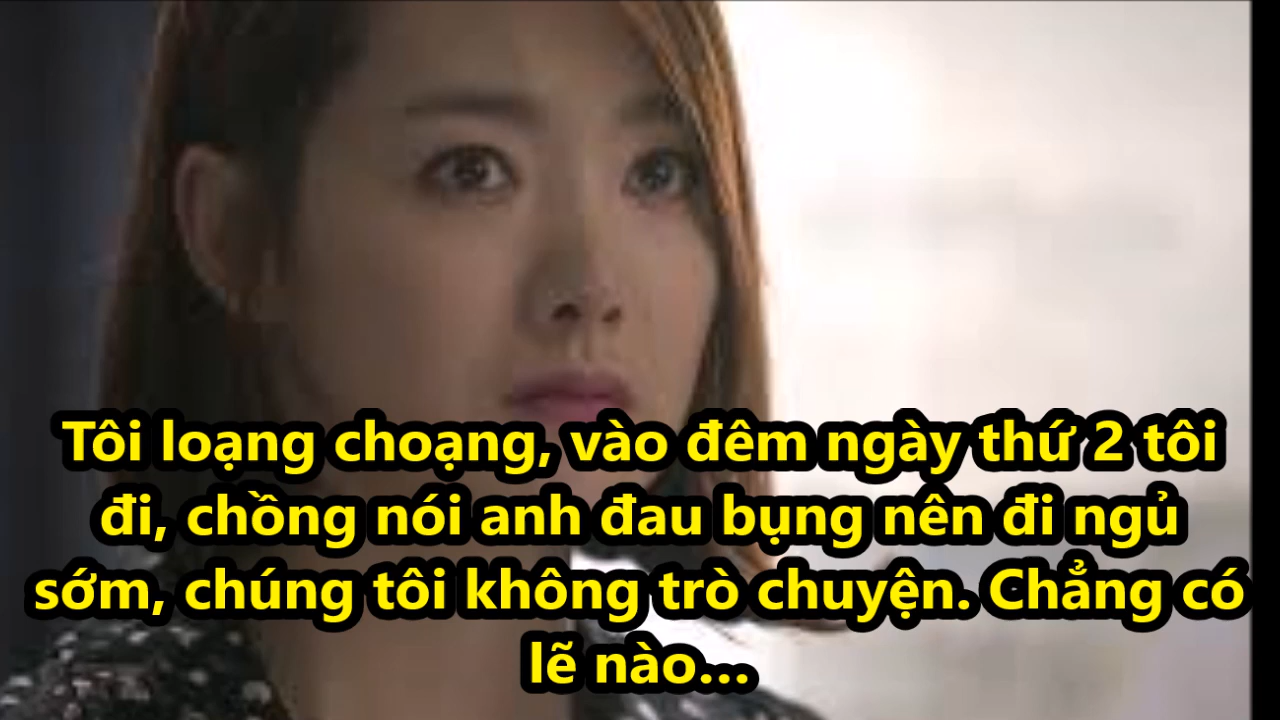 Tôi loạng choạng, vào đêm ngày thứ 2 tôi
đi, chồng nói anh đau bụng nên đi ngủ
sớm, chúng tôi không trò chuyện. Chẳng có
lẽ nào...